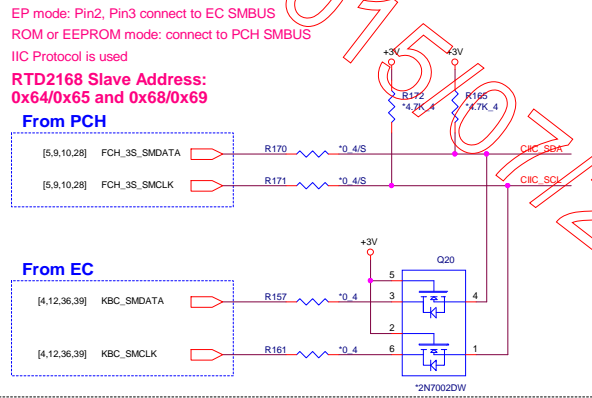 EP mode: Pin2, Pin3 connect to EC SMBUS
ROM or EEPROM mode: connect to PCH SMBUS
IIC Protocol is used
RTD2168 Slave Address:
0x64/0x65 and 0x68/0x69
+3V +3V
R172 R165
*4.7K_4 *4.7K_4
From PCH
[5,9,10,28] FCH_3S_SMDATA R170 *0_4/S CIIC_SDA
[5,9,10,28] FCH_3S_SMCLK R171 *0_4/S CIIC_SCL
+3V
From EC
Q20
5
[4,12,36,39] KBC_SMDATA R157 *0_4 3 4
2
[4,12,36,39] KBC_SMCLK R161 *0_4 6 1
*2N7002DW